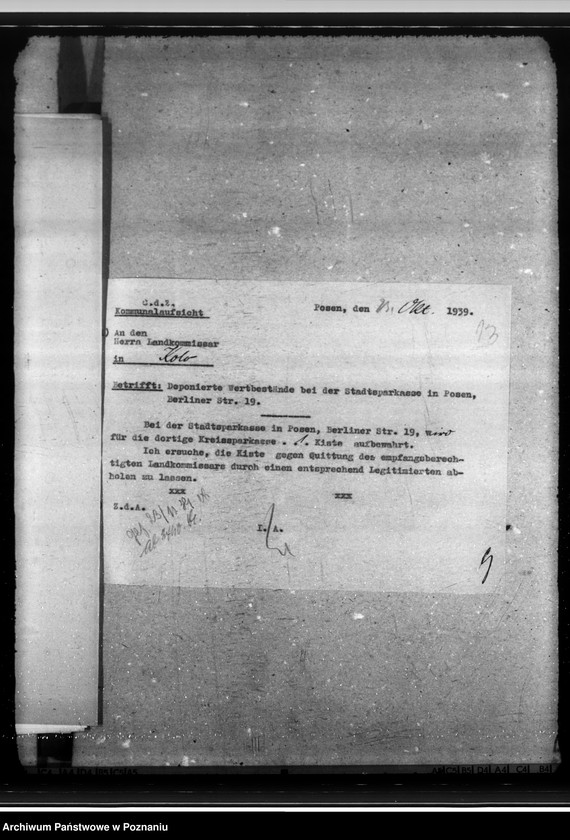 C.d.Z.
Kommunalaufsicht
Posen, den Okt. 1939.
An den
Herrn Landkommissar
in Kolo
Betrifft: Deponierte Wertbestände bei der Stadtsparkasse in Posen,
Berliner Str. 19.
Bei der Stadtsparkasse in Posen, Berliner Str. 19, wird
für die dortige Kreissparkasse . 1. Kiste aufbewahrt.
Ich ersuche, die Kiste gegen Quittung des empfangsberech-
tigten Landkommissars durch einen entsprechend Legitimierten ab-
holen zu lassen.
xxx
xxx
Z.d.A.
I. A.
Archiwum Państwowe w Poznaniu